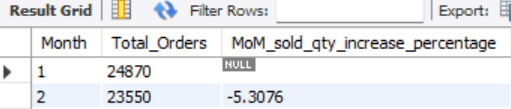 Result Grid Filter Rows: Export:
Month Total_Orders MoM_sold_qty_increase_percentage
1 24870 NULL
2 23550 -5.3076